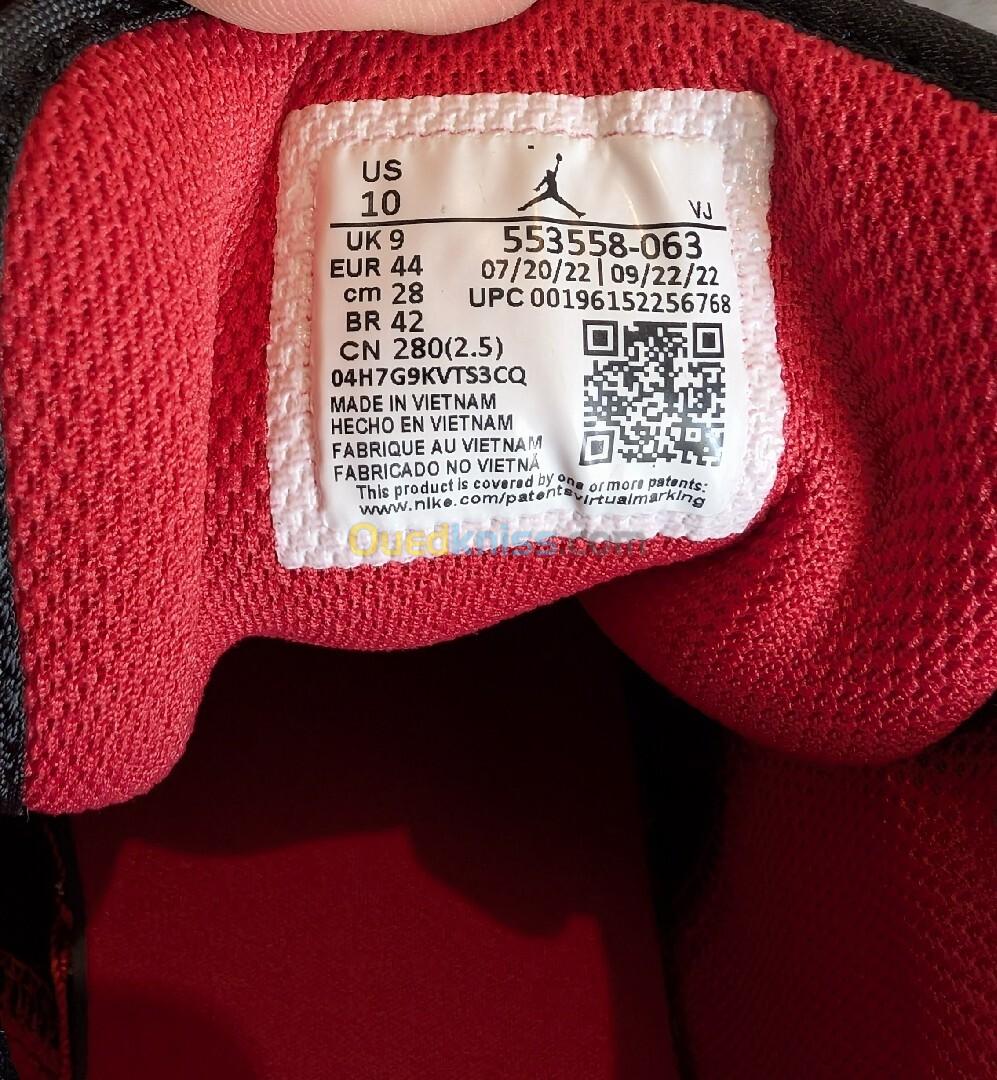 US
10
VJ
UK 9
553558-063
EUR 44
07/20/22 | 09/22/22
cm 28
UPC 00196152256768
BR 42
CN 280(2.5)
04H7G9KVTS3CQ
MADE IN VIETNAM
HECHO EN VIETNAM
FABRIQUE AU VIETNAM
FABRICADO NO VIETNÃ
This product is covered by one or more patents:
www.nike.com/patentsvirtualmarking
Ouedkniss.com